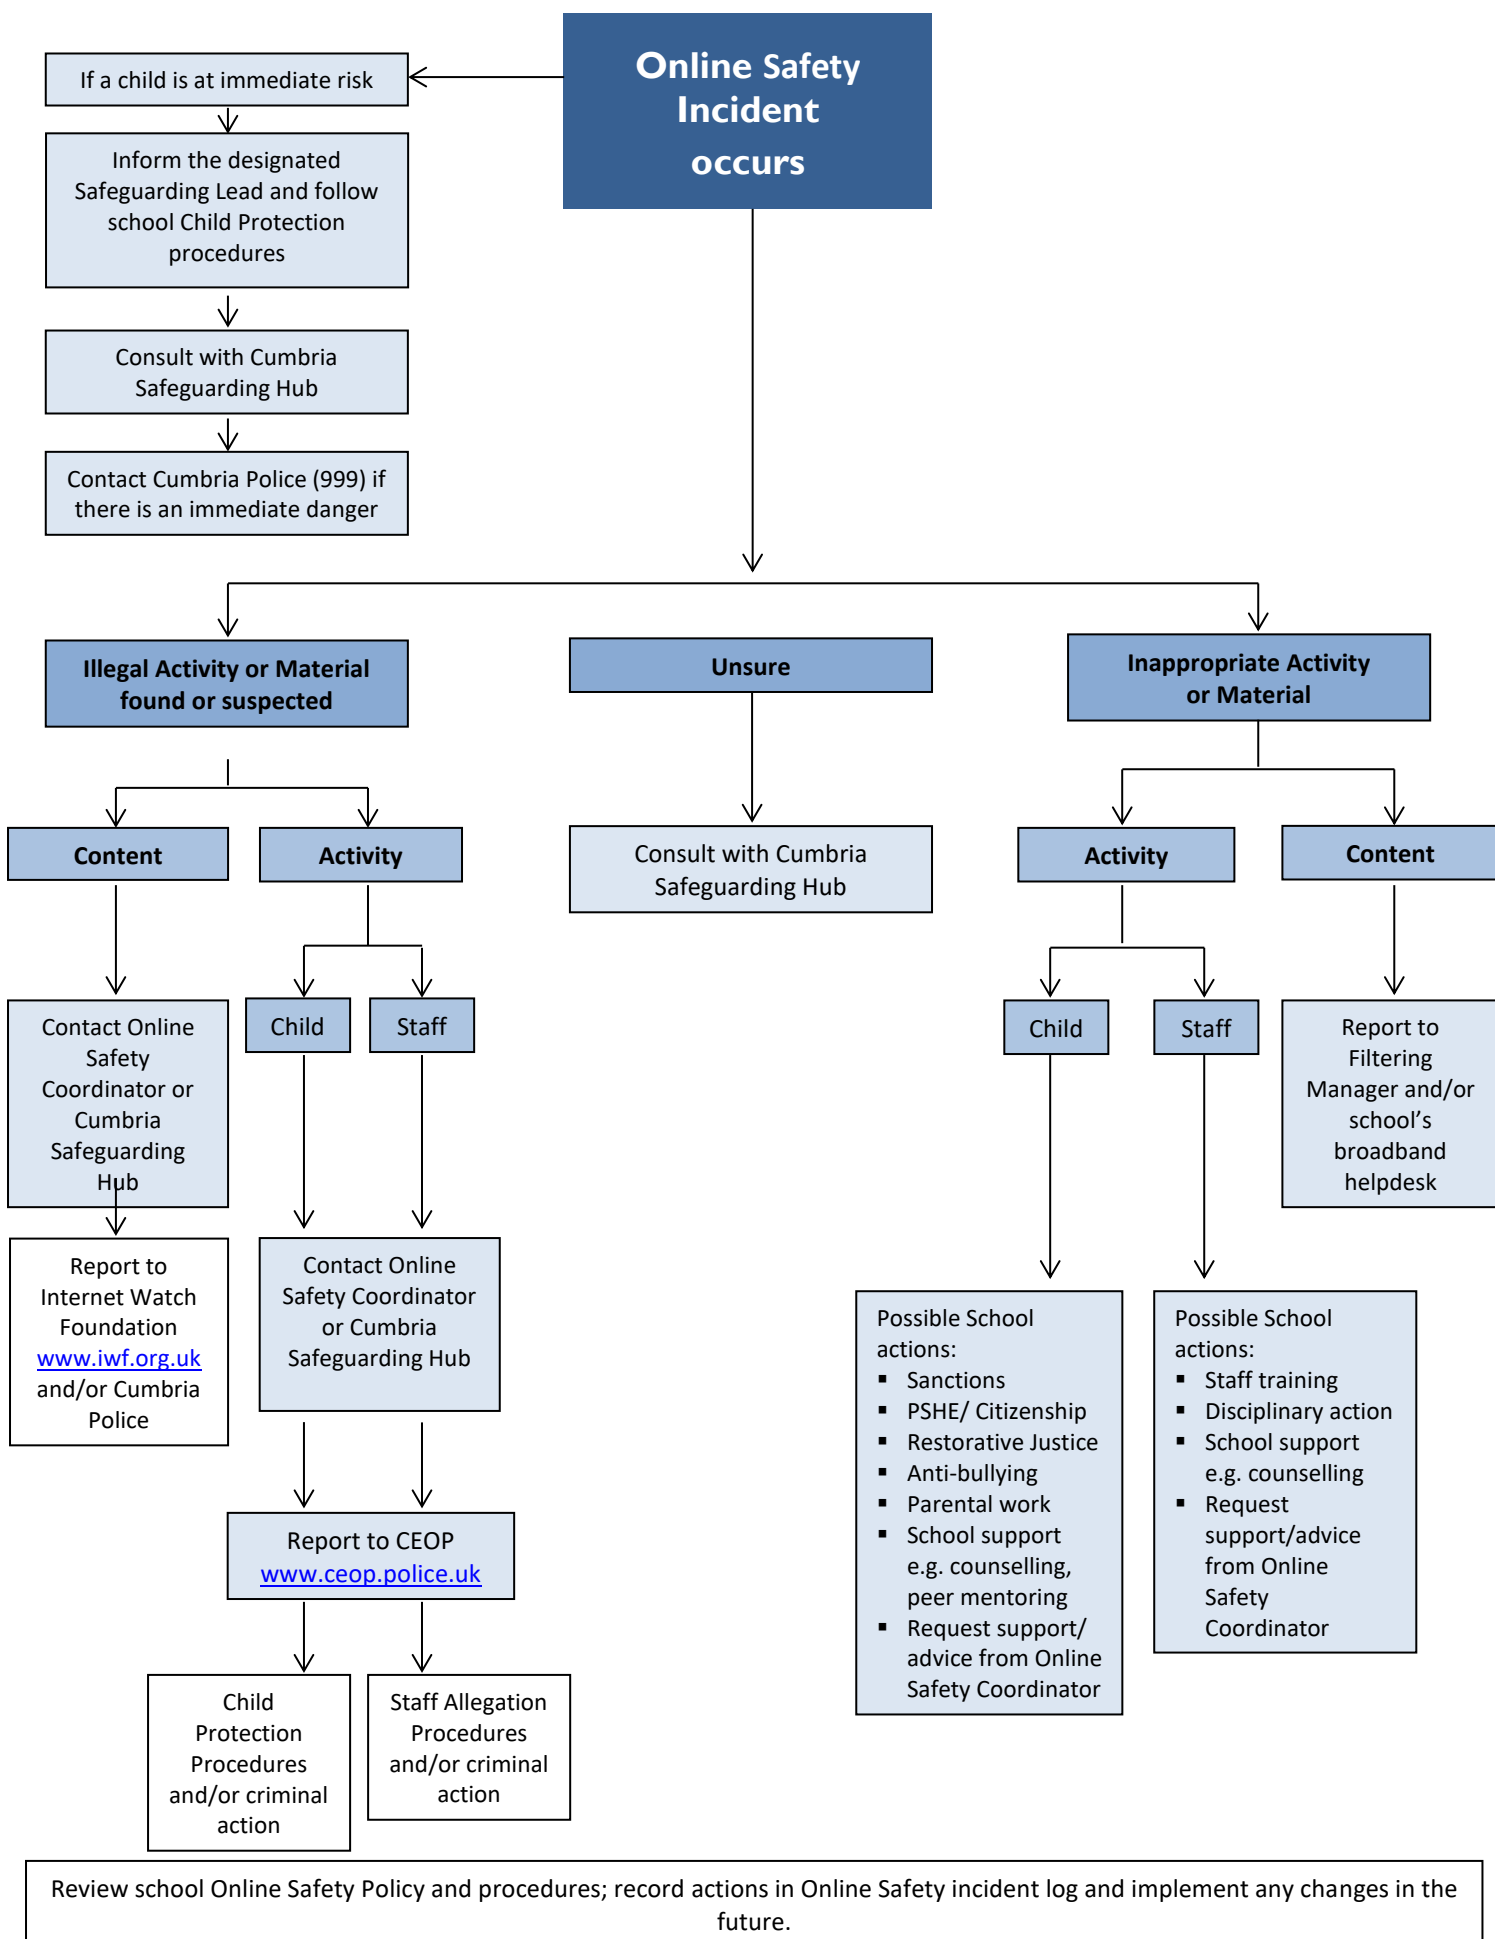 Online Safety
Incident
occurs
If a child is at immediate risk
Inform the designated
Safeguarding Lead and follow
school Child Protection
procedures
Consult with Cumbria
Safeguarding Hub
Contact Cumbria Police (999) if
there is an immediate danger
Illegal Activity or Material
found or suspected
Unsure
Inappropriate Activity
or Material
Content
Activity
Consult with Cumbria
Safeguarding Hub
Activity
Content
Contact Online
Safety
Coordinator or
Cumbria
Safeguarding
Hub
Child
Staff
Child
Staff
Report to
Filtering
Manager and/or
school’s
broadband
helpdesk
Report to
Internet Watch
Foundation
www.iwf.org.uk
and/or Cumbria
Police
Contact Online
Safety Coordinator
or Cumbria
Safeguarding Hub
Possible School
actions:
▪ Sanctions
▪ PSHE/ Citizenship
▪ Restorative Justice
▪ Anti-bullying
▪ Parental work
▪ School support
e.g. counselling,
peer mentoring
▪ Request support/
advice from Online
Safety Coordinator
Possible School
actions:
▪ Staff training
▪ Disciplinary action
▪ School support
e.g. counselling
▪ Request
support/advice
from Online
Safety
Coordinator
Report to CEOP
www.ceop.police.uk
Child
Protection
Procedures
and/or criminal
action
Staff Allegation
Procedures
and/or criminal
action
Review school Online Safety Policy and procedures; record actions in Online Safety incident log and implement any changes in the
future.